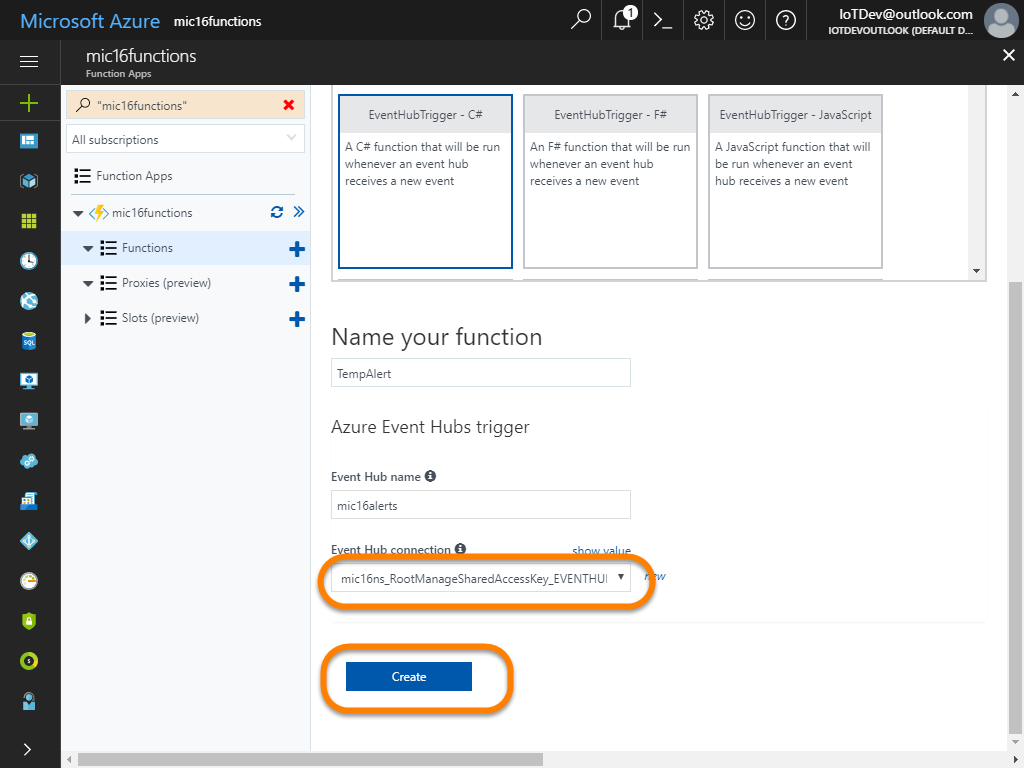 Microsoft Azure mic16functions
1
IoTDev@outlook.com
IOTDEVOUTLOOK (DEFAULT D...
mic16functions
Function Apps
"mic16functions"
All subscriptions
Function Apps
mic16functions
Functions
Proxies (preview)
Slots (preview)
SQL
EventHubTrigger - C#
A C# function that will be run
whenever an event hub
receives a new event
EventHubTrigger - F#
An F# function that will be run
whenever an event hub
receives a new event
EventHubTrigger - JavaScript
A JavaScript function that will
be run whenever an event
hub receives a new event
Name your function
TempAlert
Azure Event Hubs trigger
Event Hub name
mic16alerts
Event Hub connection
show value
mic16ns_RootManageSharedAccessKey_EVENTHU
new
Create